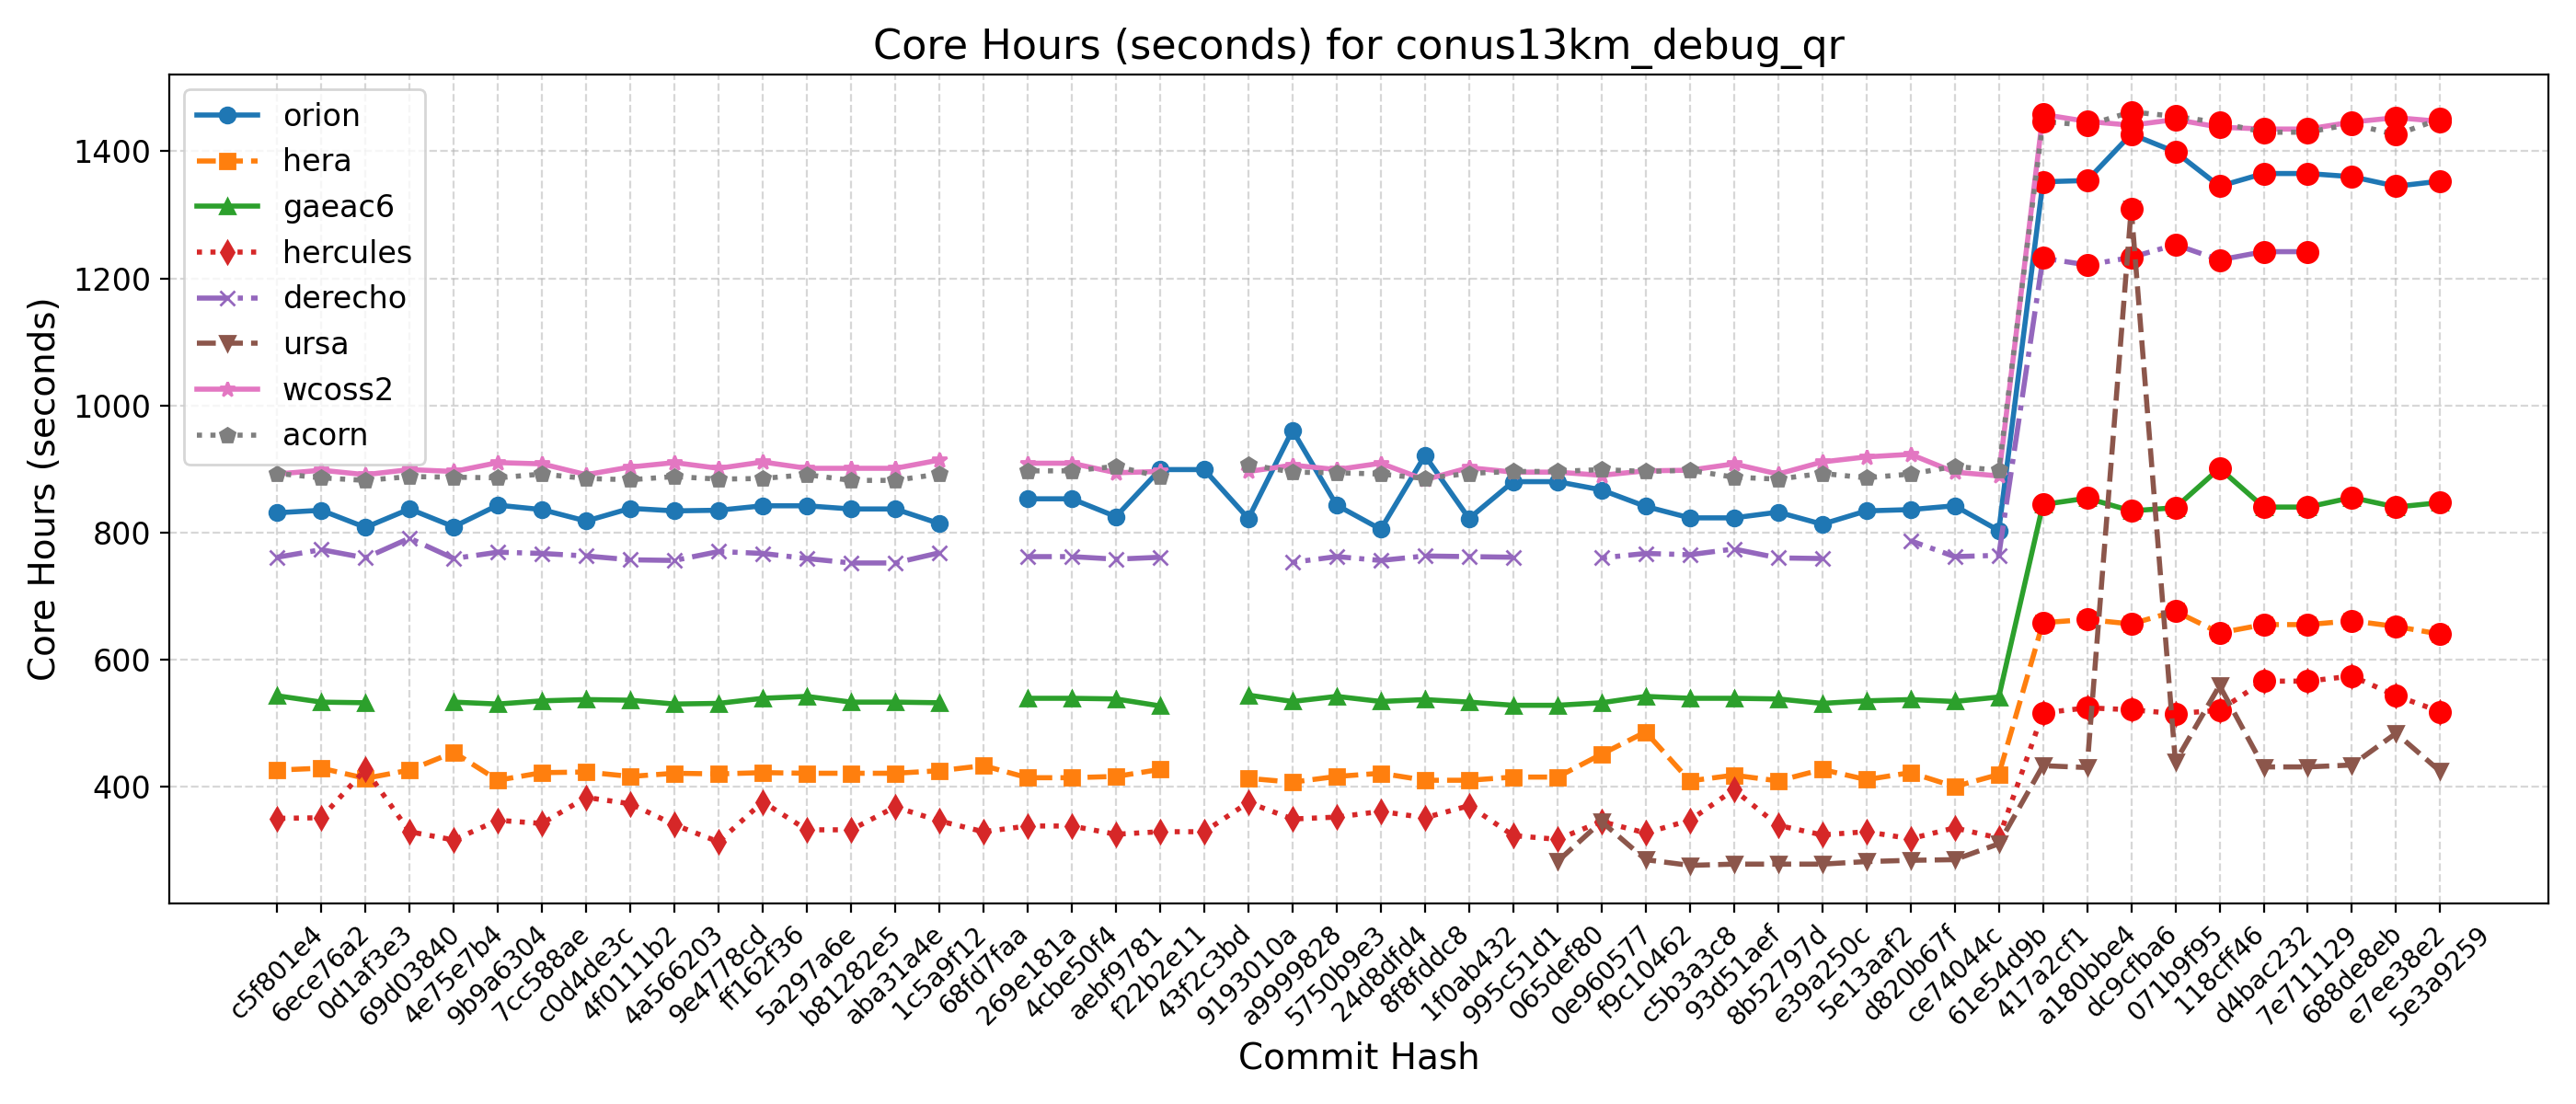 Core Hours (seconds) for conus13km_debug_qr
Core Hours (seconds)
1400
1200
1000
800
600
400
orion
hera
gaeac6
hercules
derecho
ursa
wcoss2
acorn
c5f801e4
6ece76a2
0d1af3e3
69d03840
4e75e7b4
9b9a6304
7cc588ae
c0d4de3c
4f0111b2
4a566203
9e4778cd
ff162f36
5a297a6e
b81282e5
aba31a4e
1c5a9f12
68fd7faa
269e181a
4cbe50f4
aebf9781
f22b2e11
43f2c3bd
9193010a
a9999828
5750b9e3
24d8dfd4
8f8fddc8
1f0ab432
995c51d1
065def80
0e960577
f9c10462
c5b3a3c8
93d51aef
8b52797d
e39a250c
5e13aaf2
d820b67f
ce74044c
61e54d9b
417a2cf1
a180bbe4
dc9cfba6
071b9f95
118cff46
d4bac232
7e711129
688de8eb
e7ee38e2
5e3a9259
Commit Hash